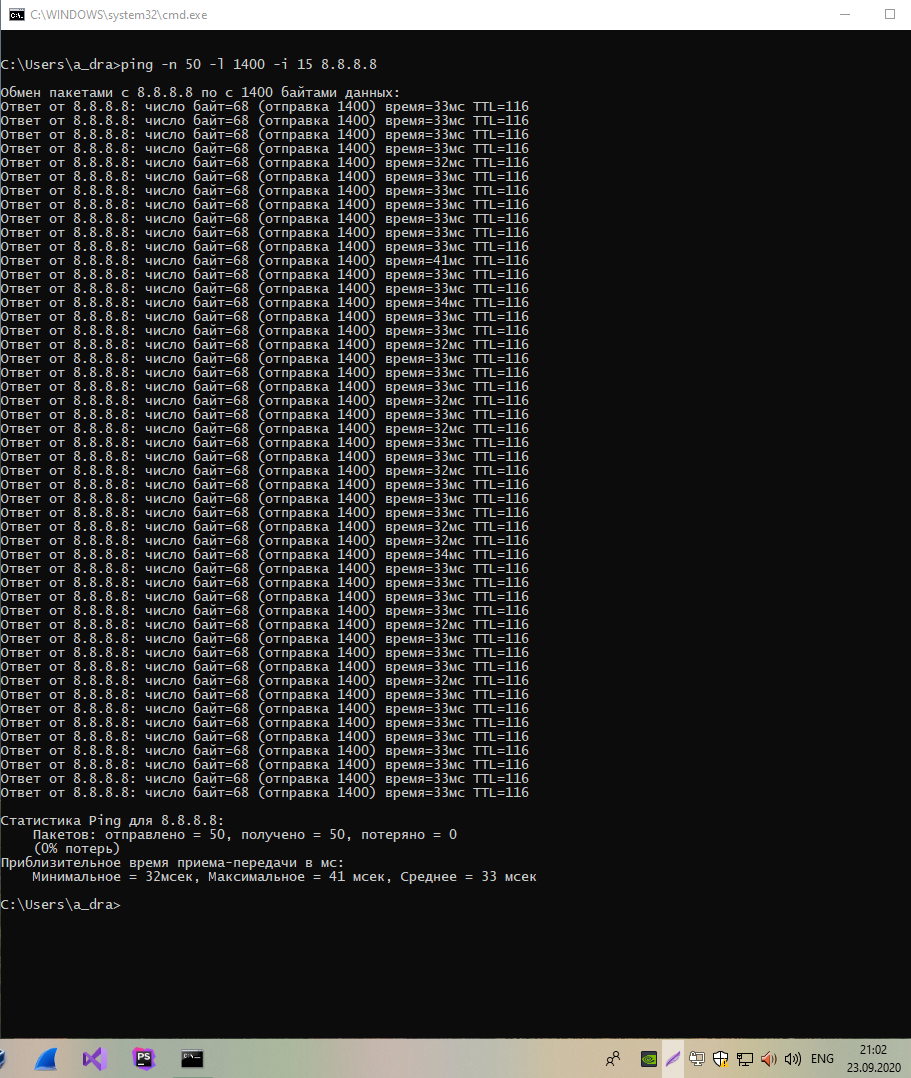 C:\WINDOWS\system32\cmd.exe
C:\Users\a_dra>ping -n 50 -l 1400 -i 15 8.8.8.8
Обмен пакетами с 8.8.8.8 по с 1400 байтами данных:
Ответ от 8.8.8.8: число байт=68 (отправка 1400) время=33мс TTL=116
Ответ от 8.8.8.8: число байт=68 (отправка 1400) время=33мс TTL=116
Ответ от 8.8.8.8: число байт=68 (отправка 1400) время=33мс TTL=116
Ответ от 8.8.8.8: число байт=68 (отправка 1400) время=33мс TTL=116
Ответ от 8.8.8.8: число байт=68 (отправка 1400) время=32мс TTL=116
Ответ от 8.8.8.8: число байт=68 (отправка 1400) время=33мс TTL=116
Ответ от 8.8.8.8: число байт=68 (отправка 1400) время=33мс TTL=116
Ответ от 8.8.8.8: число байт=68 (отправка 1400) время=33мс TTL=116
Ответ от 8.8.8.8: число байт=68 (отправка 1400) время=33мс TTL=116
Ответ от 8.8.8.8: число байт=68 (отправка 1400) время=33мс TTL=116
Ответ от 8.8.8.8: число байт=68 (отправка 1400) время=33мс TTL=116
Ответ от 8.8.8.8: число байт=68 (отправка 1400) время=41мс TTL=116
Ответ от 8.8.8.8: число байт=68 (отправка 1400) время=33мс TTL=116
Ответ от 8.8.8.8: число байт=68 (отправка 1400) время=33мс TTL=116
Ответ от 8.8.8.8: число байт=68 (отправка 1400) время=34мс TTL=116
Ответ от 8.8.8.8: число байт=68 (отправка 1400) время=33мс TTL=116
Ответ от 8.8.8.8: число байт=68 (отправка 1400) время=33мс TTL=116
Ответ от 8.8.8.8: число байт=68 (отправка 1400) время=32мс TTL=116
Ответ от 8.8.8.8: число байт=68 (отправка 1400) время=33мс TTL=116
Ответ от 8.8.8.8: число байт=68 (отправка 1400) время=33мс TTL=116
Ответ от 8.8.8.8: число байт=68 (отправка 1400) время=33мс TTL=116
Ответ от 8.8.8.8: число байт=68 (отправка 1400) время=32мс TTL=116
Ответ от 8.8.8.8: число байт=68 (отправка 1400) время=33мс TTL=116
Ответ от 8.8.8.8: число байт=68 (отправка 1400) время=32мс TTL=116
Ответ от 8.8.8.8: число байт=68 (отправка 1400) время=33мс TTL=116
Ответ от 8.8.8.8: число байт=68 (отправка 1400) время=33мс TTL=116
Ответ от 8.8.8.8: число байт=68 (отправка 1400) время=32мс TTL=116
Ответ от 8.8.8.8: число байт=68 (отправка 1400) время=33мс TTL=116
Ответ от 8.8.8.8: число байт=68 (отправка 1400) время=33мс TTL=116
Ответ от 8.8.8.8: число байт=68 (отправка 1400) время=33мс TTL=116
Ответ от 8.8.8.8: число байт=68 (отправка 1400) время=32мс TTL=116
Ответ от 8.8.8.8: число байт=68 (отправка 1400) время=32мс TTL=116
Ответ от 8.8.8.8: число байт=68 (отправка 1400) время=34мс TTL=116
Ответ от 8.8.8.8: число байт=68 (отправка 1400) время=33мс TTL=116
Ответ от 8.8.8.8: число байт=68 (отправка 1400) время=33мс TTL=116
Ответ от 8.8.8.8: число байт=68 (отправка 1400) время=33мс TTL=116
Ответ от 8.8.8.8: число байт=68 (отправка 1400) время=33мс TTL=116
Ответ от 8.8.8.8: число байт=68 (отправка 1400) время=32мс TTL=116
Ответ от 8.8.8.8: число байт=68 (отправка 1400) время=33мс TTL=116
Ответ от 8.8.8.8: число байт=68 (отправка 1400) время=33мс TTL=116
Ответ от 8.8.8.8: число байт=68 (отправка 1400) время=33мс TTL=116
Ответ от 8.8.8.8: число байт=68 (отправка 1400) время=32мс TTL=116
Ответ от 8.8.8.8: число байт=68 (отправка 1400) время=33мс TTL=116
Ответ от 8.8.8.8: число байт=68 (отправка 1400) время=33мс TTL=116
Ответ от 8.8.8.8: число байт=68 (отправка 1400) время=33мс TTL=116
Ответ от 8.8.8.8: число байт=68 (отправка 1400) время=33мс TTL=116
Ответ от 8.8.8.8: число байт=68 (отправка 1400) время=33мс TTL=116
Ответ от 8.8.8.8: число байт=68 (отправка 1400) время=33мс TTL=116
Ответ от 8.8.8.8: число байт=68 (отправка 1400) время=33мс TTL=116
Ответ от 8.8.8.8: число байт=68 (отправка 1400) время=33мс TTL=116
Статистика Ping для 8.8.8.8:
Пакетов: отправлено = 50, получено = 50, потеряно = 0
(0% потерь)
Приблизительное время приема-передачи в мс:
Минимальное = 32мсек, Максимальное = 41 мсек, Среднее = 33 мсек
C:\Users\a_dra>
PS
ENG
21:02
23.09.2020